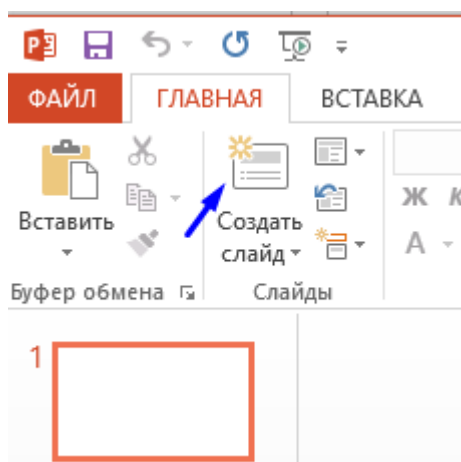 ФАЙЛ ГЛАВНАЯ ВСТАВКА
Вставить
Создать
слайд
Ж К
А
Буфер обмена Слайды
1